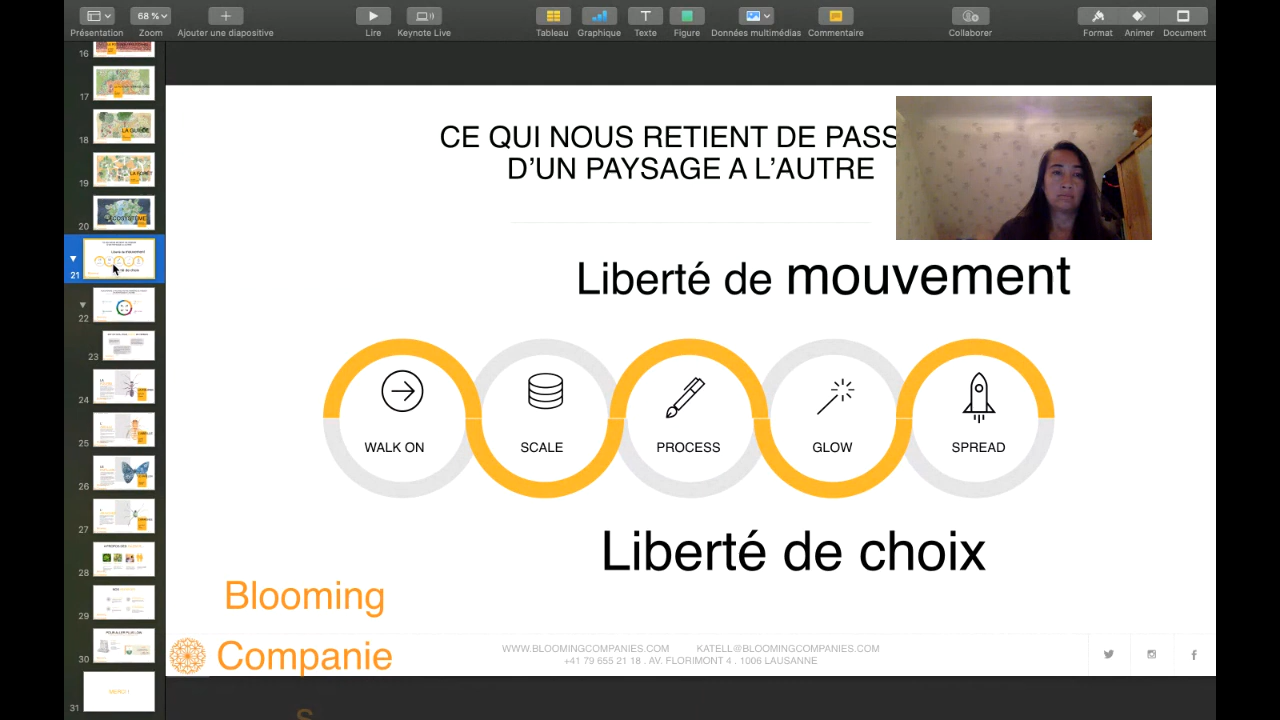 Présentation
68 %
Zoom
Ajouter une diapositive
Lire
Keynote Live
Tableau
Graphique
Texte
Figure
Données multimédias
Commentaire
Collaborer
Format
Animer
Document
16
17
18
19
20
21
22
23
24
25
26
27
28
29
30
31
CE QUI NOUS RETIENT DE PASS
D’UN PAYSAGE A L’AUTRE
Liberté de mouvement
WALK ON
SCALE
PROCESS
GLOW
SPREAD
Liberté de choix
Blooming
Companie
S
WWW.BLOOMINGCOMPANIES.COM KATELL@BLOOMINGCOMPANIES.COM
+41 79 655 21 18 . AV. FLORIMONT 4 . 1006 LAUSANNE